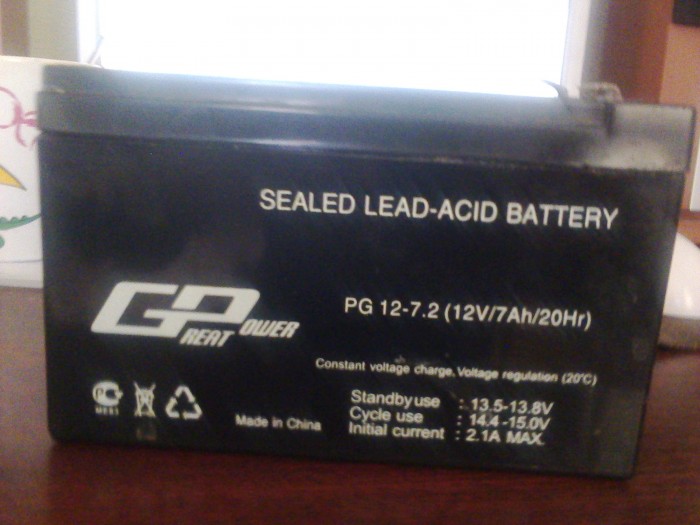 SEALED LEAD-ACID BATTERY
PG 12-7.2 (12V/7Ah/20Hr)
GREAT POWER
Constant voltage charge, Voltage regulation (20°C)
Standby use : 13.5-13.8V
Cycle use : 14.4-15.0V
Initial current : 2.1A MAX.
Made in China